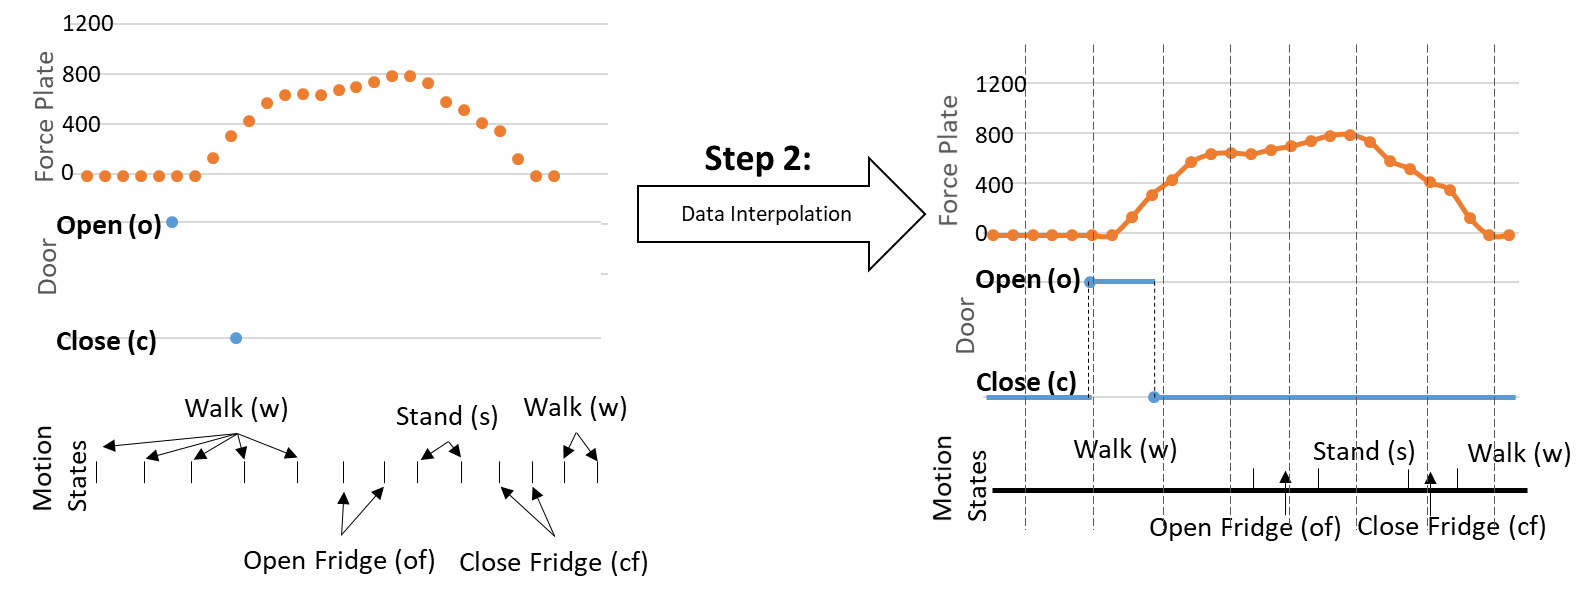 1200
800
400
0
Force Plate
Open (o)
Door
Close (c)
Walk (w)
Stand (s)
Walk (w)
Motion
States
Open Fridge (of)
Close Fridge (cf)
Step 2:
Data Interpolation
1200
800
400
0
Force Plate
Open (o)
Door
Close (c)
Walk (w)
Stand (s)
Walk (w)
Motion
States
Open Fridge (of)
Close Fridge (cf)